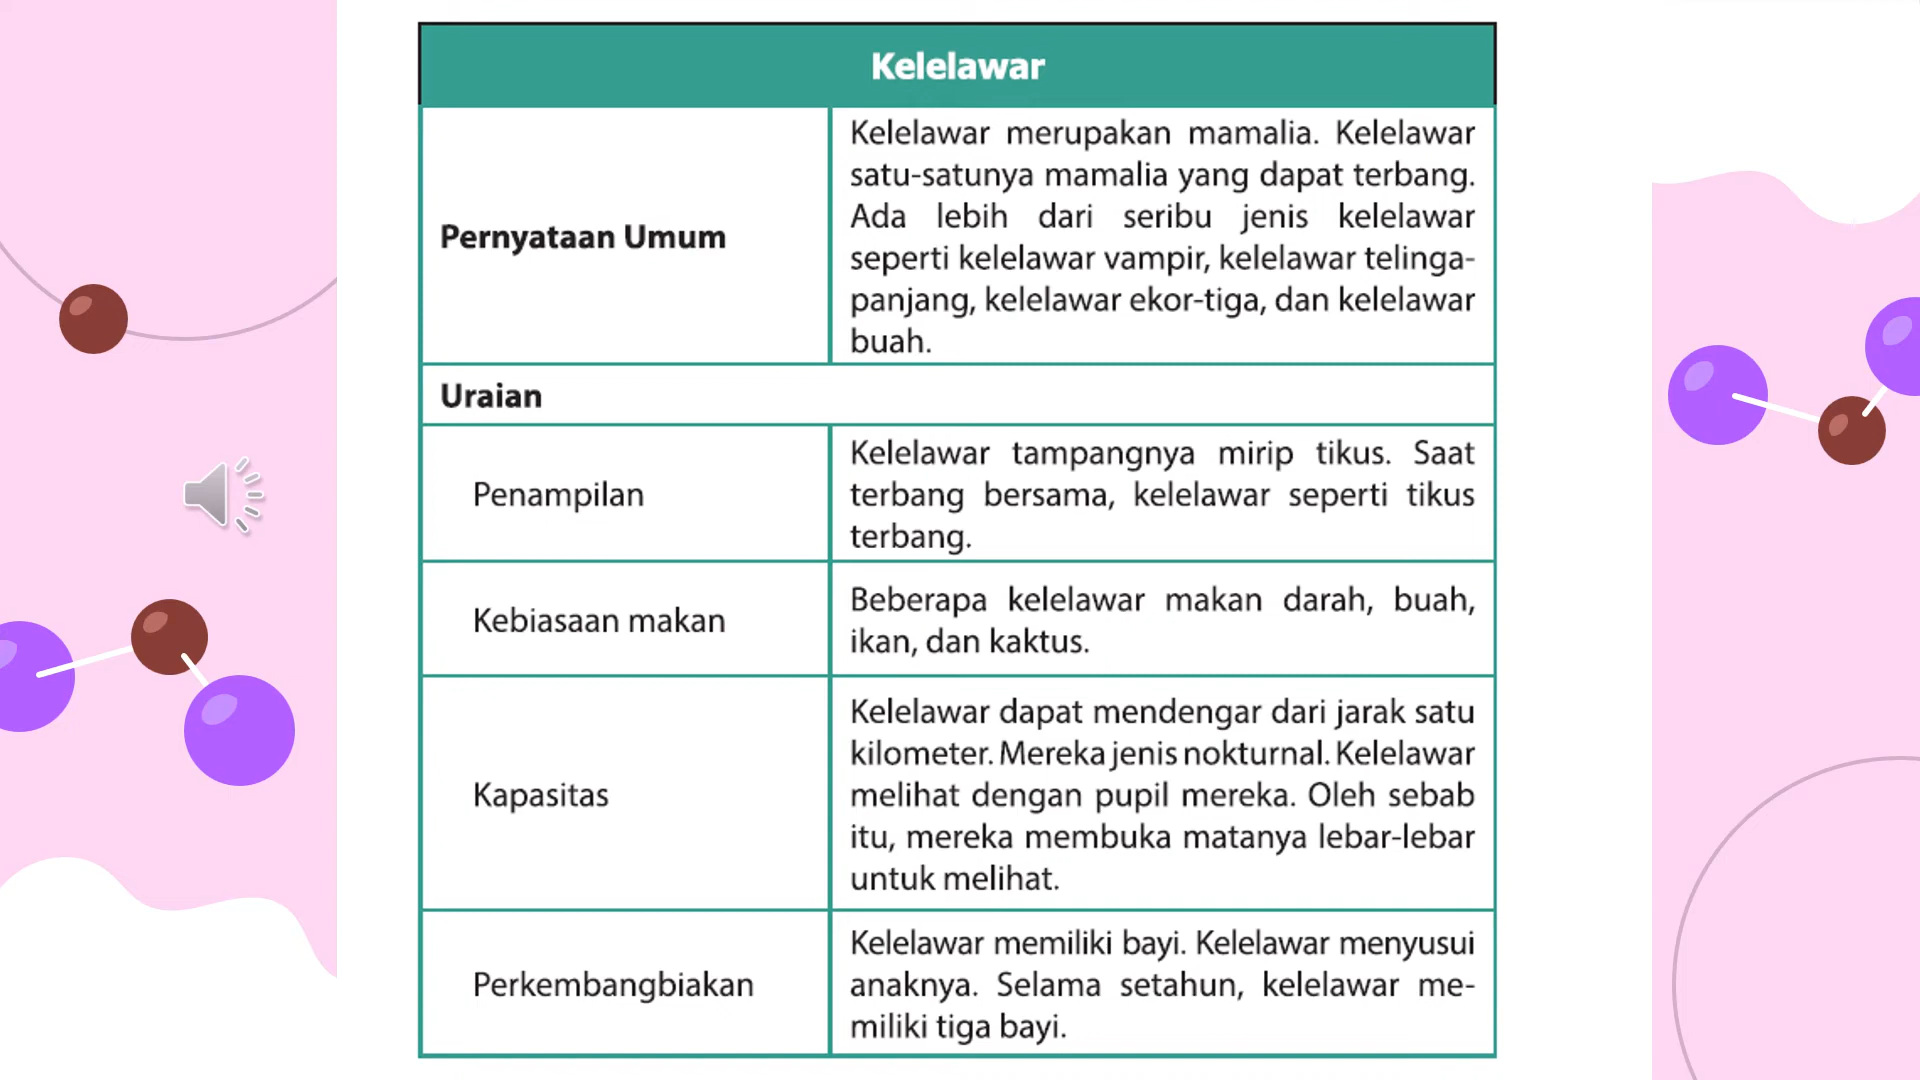 Kelelawar
Pernyataan Umum
Kelelawar merupakan mamalia. Kelelawar
satu-satunya mamalia yang dapat terbang.
Ada lebih dari seribu jenis kelelawar
seperti kelelawar vampir, kelelawar telinga-
panjang, kelelawar ekor-tiga, dan kelelawar
buah.
Uraian
Penampilan
Kelelawar tampangnya mirip tikus. Saat
terbang bersama, kelelawar seperti tikus
terbang.
Kebiasaan makan
Beberapa kelelawar makan darah, buah,
ikan, dan kaktus.
Kapasitas
Kelelawar dapat mendengar dari jarak satu
kilometer. Mereka jenis nokturnal. Kelelawar
melihat dengan pupil mereka. Oleh sebab
itu, mereka membuka matanya lebar-lebar
untuk melihat.
Perkembangbiakan
Kelelawar memiliki bayi. Kelelawar menyusui
anaknya. Selama setahun, kelelawar me-
miliki tiga bayi.